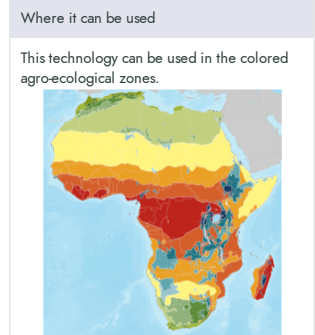 Where it can be used
This technology can be used in the colored
agro-ecological zones.